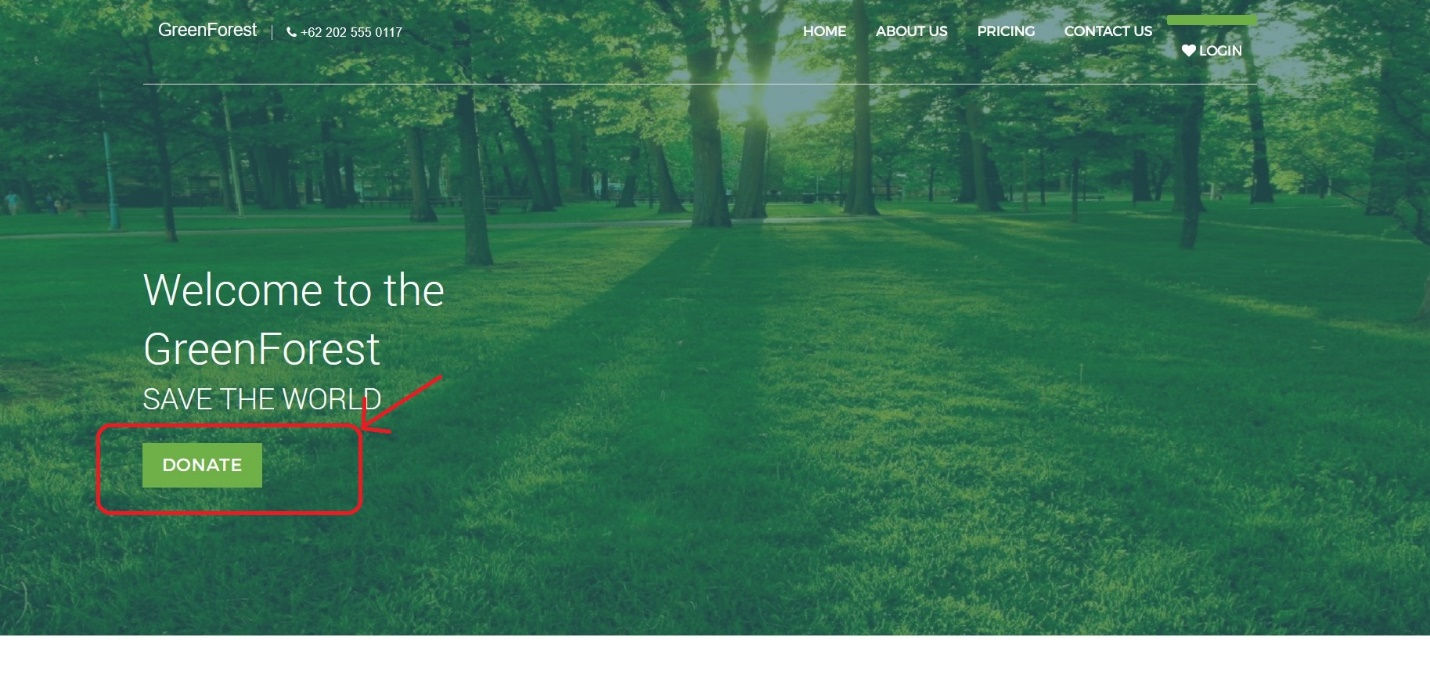 GreenForest | +62 202 555 0117
HOME ABOUT US PRICING CONTACT US
LOGIN
Welcome to the
GreenForest
SAVE THE WORLD
DONATE